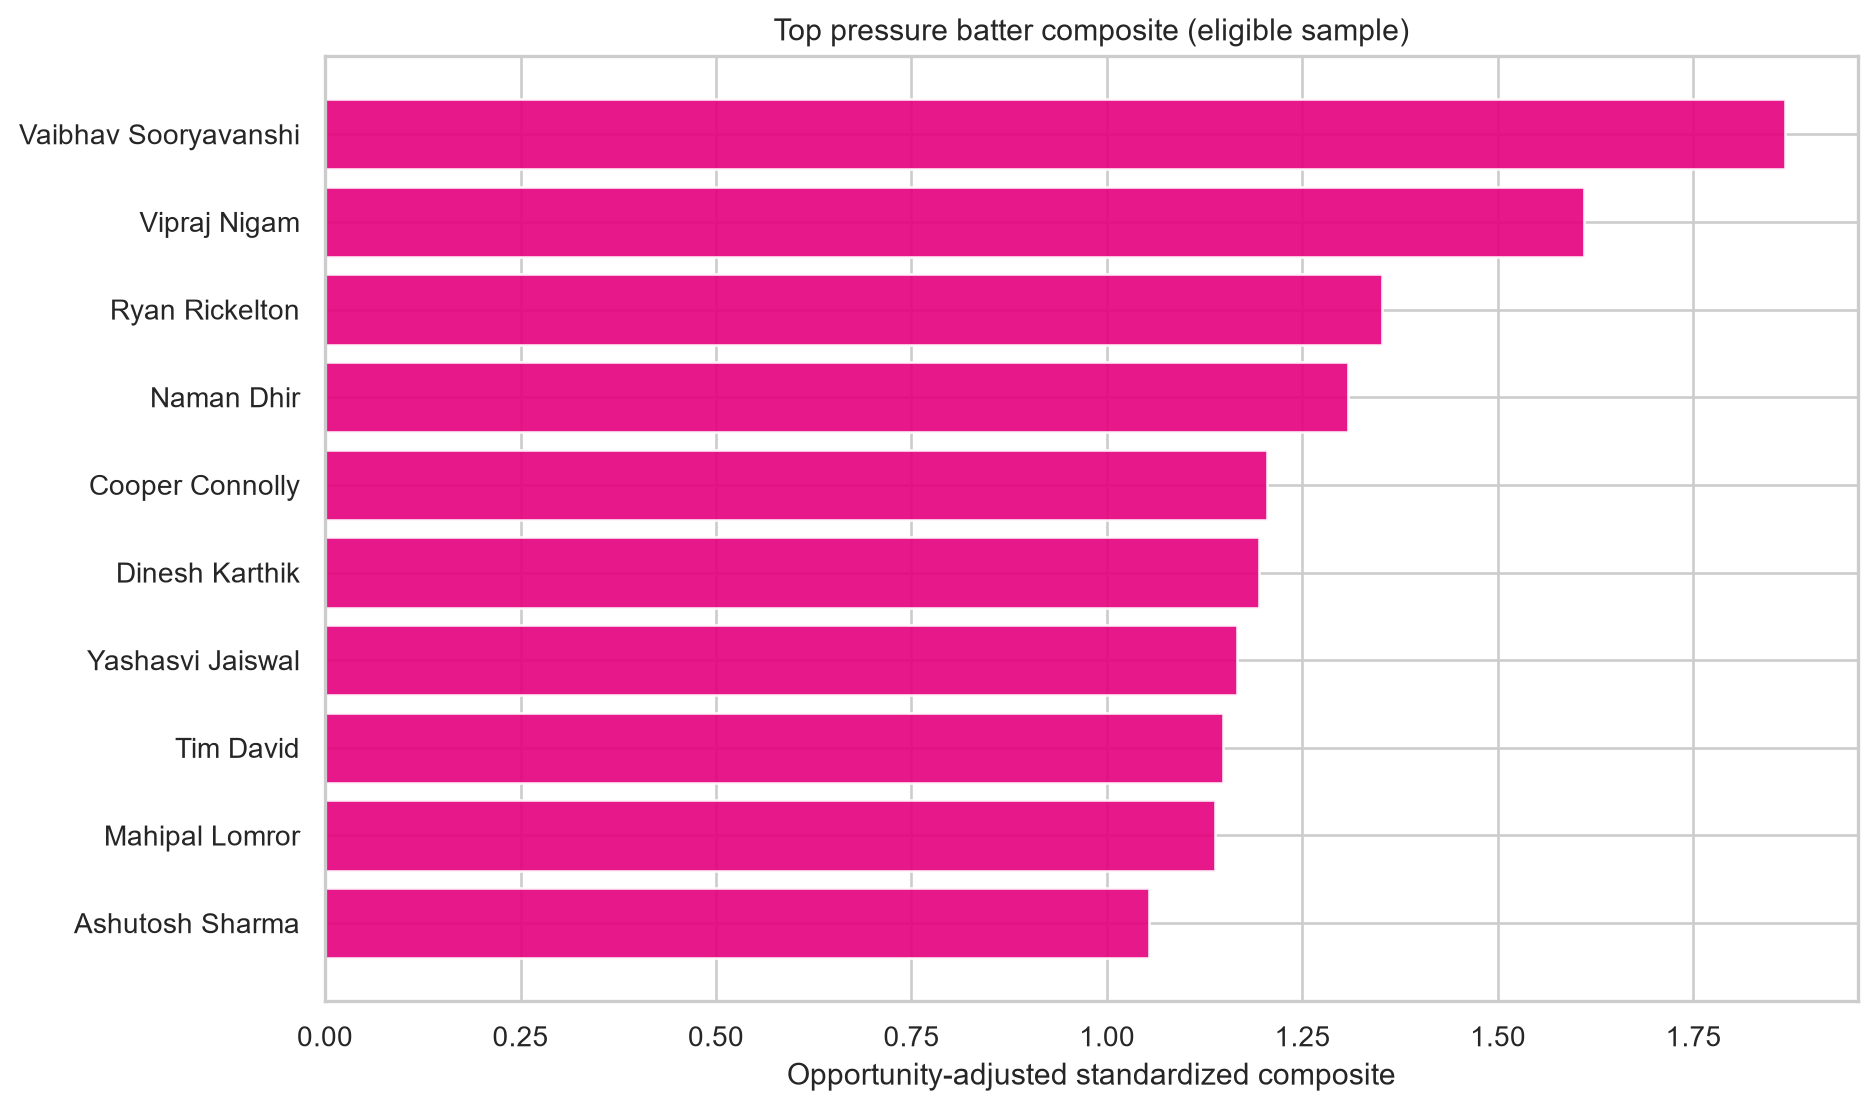 Top pressure batter composite (eligible sample)
Vaibhav Sooryavanshi
Vipraj Nigam
Ryan Rickelton
Naman Dhir
Cooper Connolly
Dinesh Karthik
Yashasvi Jaiswal
Tim David
Mahipal Lomror
Ashutosh Sharma
0.00 0.25 0.50 0.75 1.00 1.25 1.50 1.75
Opportunity-adjusted standardized composite